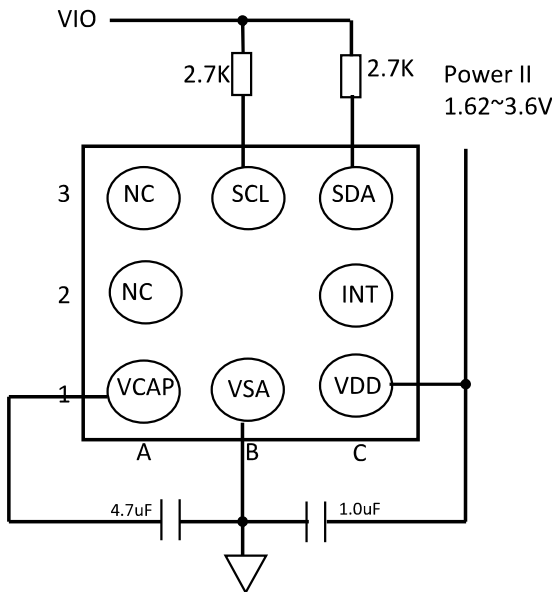 VIO
2.7K
2.7K
Power II
1.62~3.6V
3
NC
SCL
SDA
2
NC
INT
1
VCAP
VSA
VDD
A
B
C
4.7uF
1.0uF